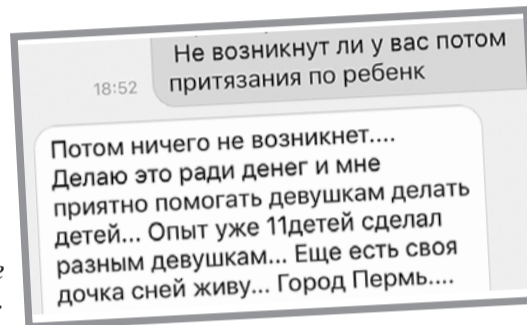 Не возникнут ли у вас потом
18:52 притязания по ребенк
Потом ничего не возникнет....
Делаю это ради денег и мне
приятно помогать девушкам делать
детей... Опыт уже 11детей сделал
разным девушкам... Еще есть своя
дочка сней живу... Город Пермь....
е
.